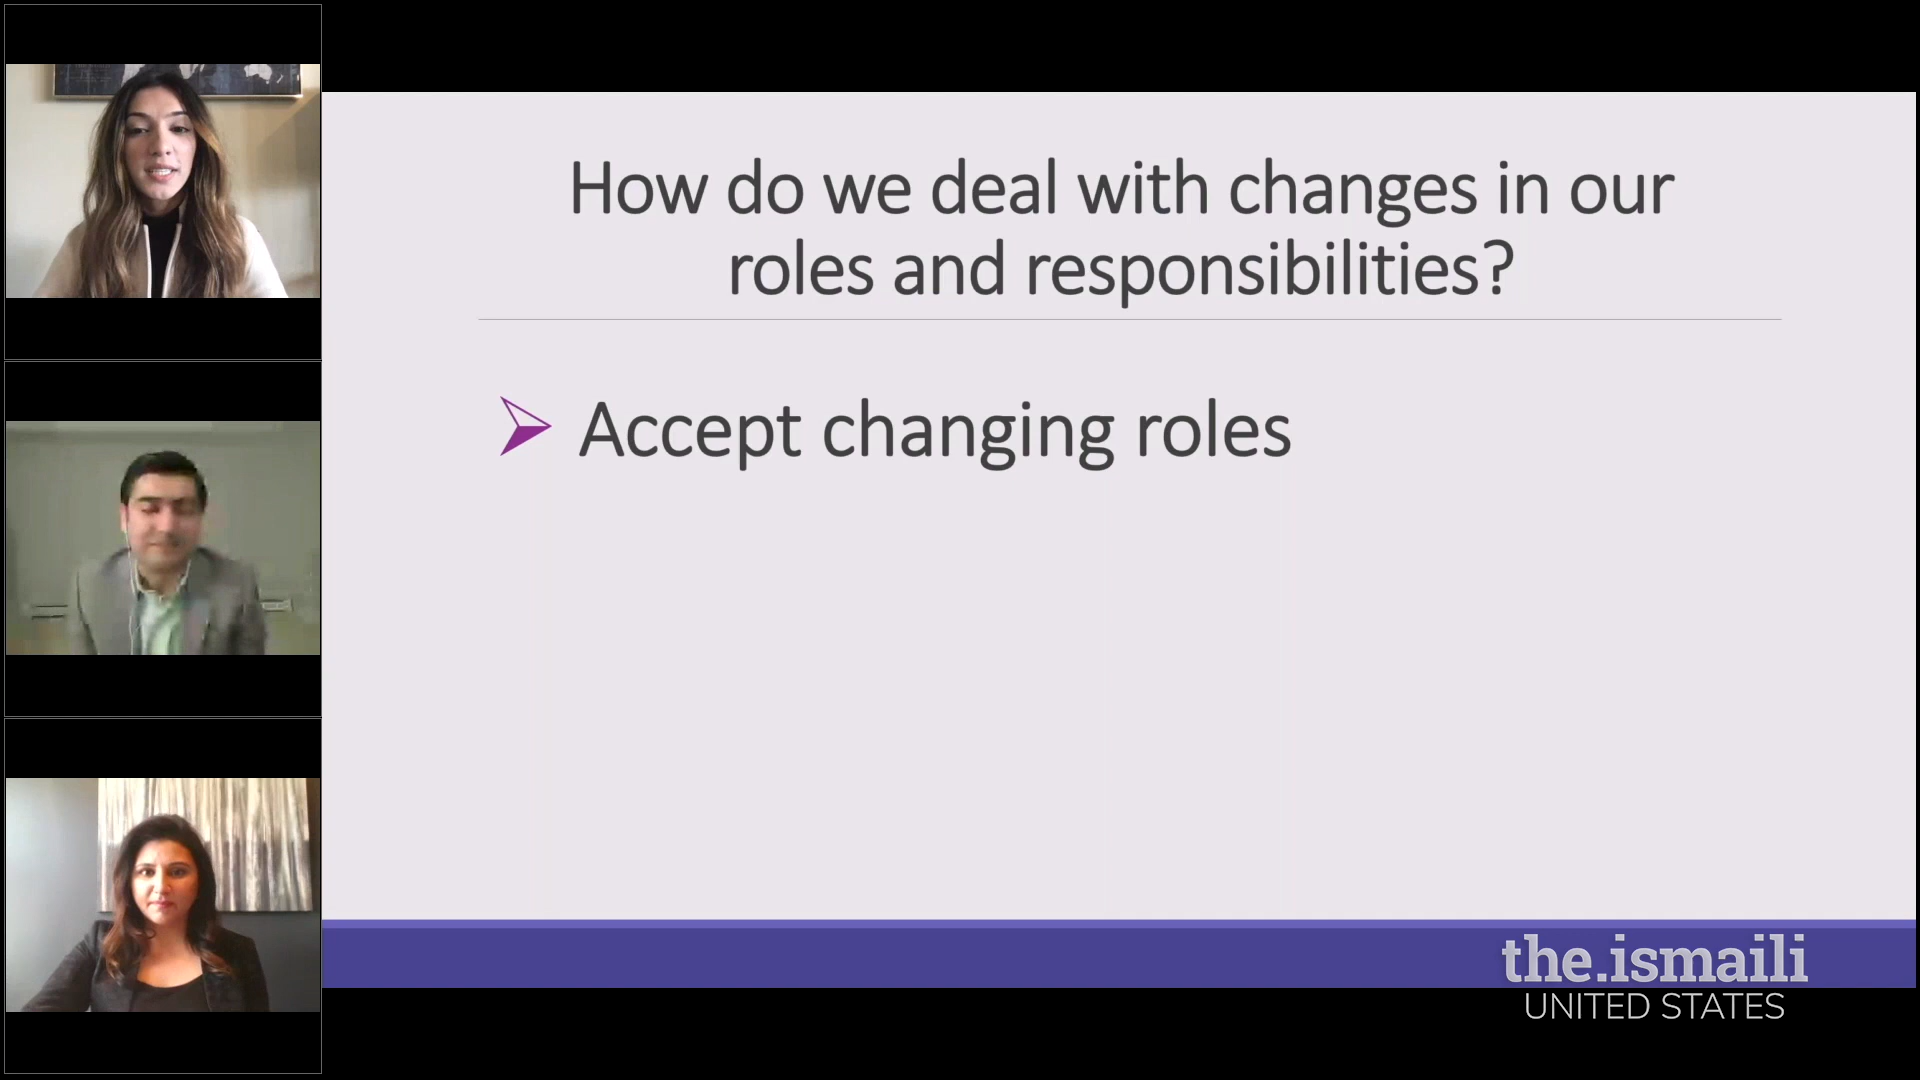 How do we deal with changes in our
roles and responsibilities?
Accept changing roles
the.ismaili
UNITED STATES